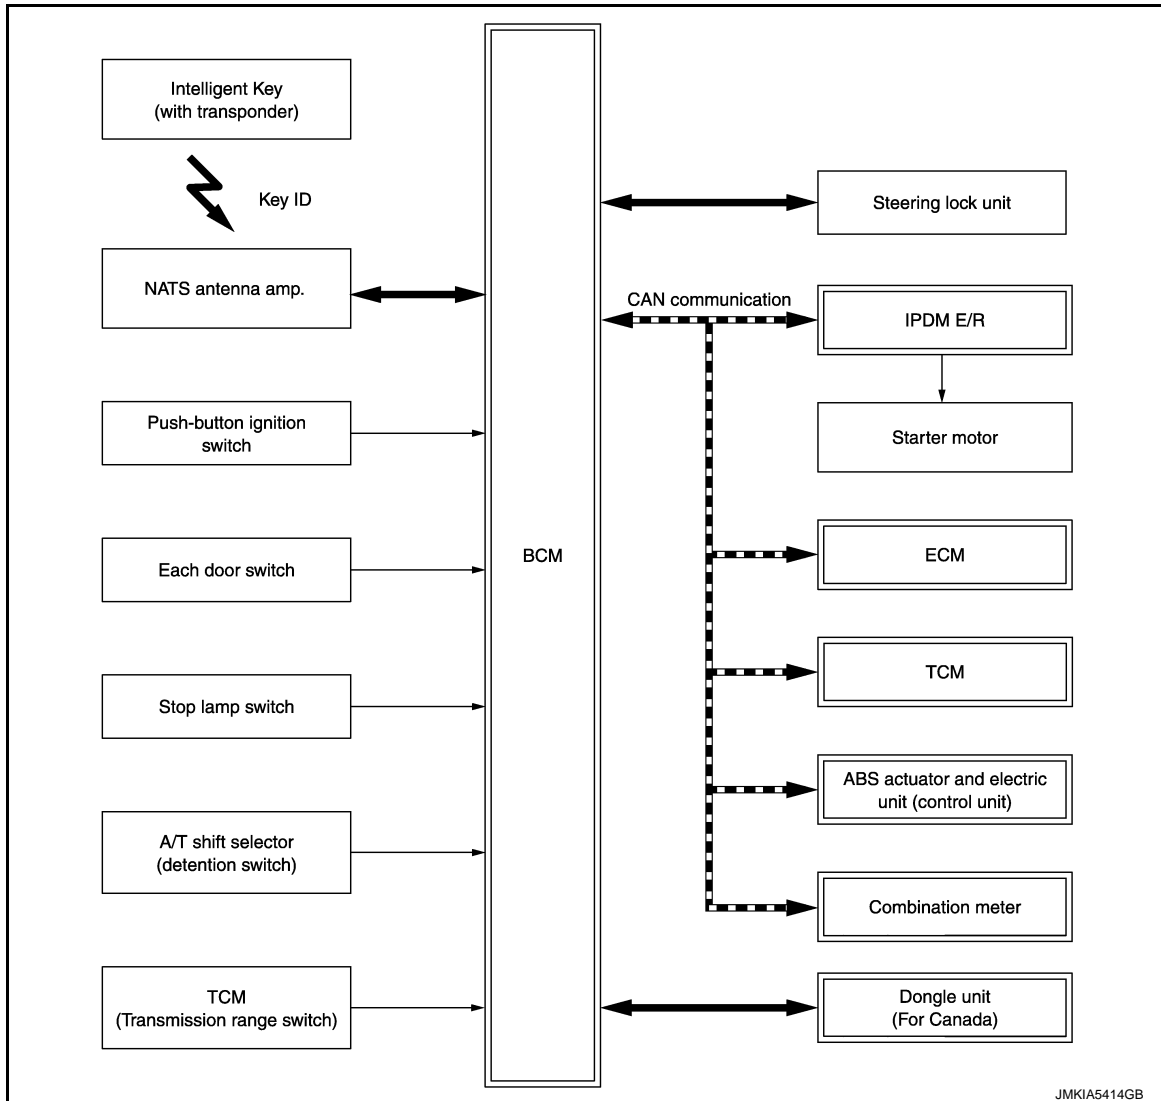 Intelligent Key
(with transponder)
Key ID
NATS antenna amp.
Push-button ignition
switch
Each door switch
Stop lamp switch
A/T shift selector
(detention switch)
TCM
(Transmission range switch)
BCM
Steering lock unit
CAN communication
IPDM E/R
Starter motor
ECM
TCM
ABS actuator and electric
unit (control unit)
Combination meter
Dongle unit
(For Canada)
JMKIA5414GB